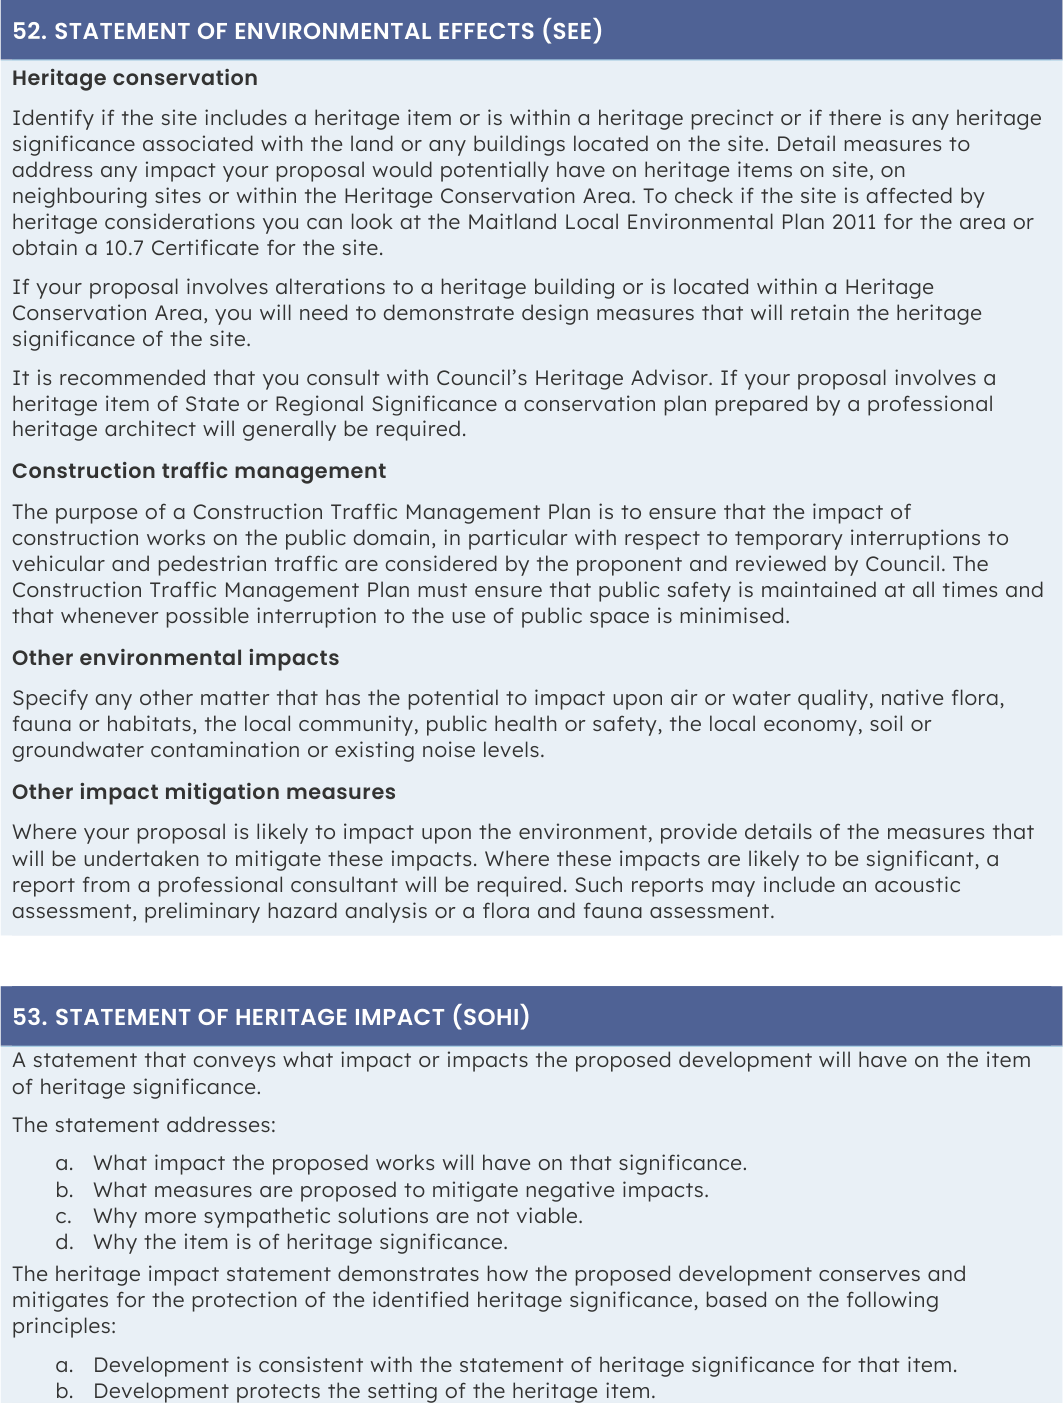 52. STATEMENT OF ENVIRONMENTAL EFFECTS (SEE)
Heritage conservation
Identify if the site includes a heritage item or is within a heritage precinct or if there is any heritage
significance associated with the land or any buildings located on the site. Detail measures to
address any impact your proposal would potentially have on heritage items on site, on
neighbouring sites or within the Heritage Conservation Area. To check if the site is affected by
heritage considerations you can look at the Maitland Local Environmental Plan 2011 for the area or
obtain a 10.7 Certificate for the site.
If your proposal involves alterations to a heritage building or is located within a Heritage
Conservation Area, you will need to demonstrate design measures that will retain the heritage
significance of the site.
It is recommended that you consult with Council’s Heritage Advisor. If your proposal involves a
heritage item of State or Regional Significance a conservation plan prepared by a professional
heritage architect will generally be required.
Construction traffic management
The purpose of a Construction Traffic Management Plan is to ensure that the impact of
construction works on the public domain, in particular with respect to temporary interruptions to
vehicular and pedestrian traffic are considered by the proponent and reviewed by Council. The
Construction Traffic Management Plan must ensure that public safety is maintained at all times and
that whenever possible interruption to the use of public space is minimised.
Other environmental impacts
Specify any other matter that has the potential to impact upon air or water quality, native flora,
fauna or habitats, the local community, public health or safety, the local economy, soil or
groundwater contamination or existing noise levels.
Other impact mitigation measures
Where your proposal is likely to impact upon the environment, provide details of the measures that
will be undertaken to mitigate these impacts. Where these impacts are likely to be significant, a
report from a professional consultant will be required. Such reports may include an acoustic
assessment, preliminary hazard analysis or a flora and fauna assessment.
53. STATEMENT OF HERITAGE IMPACT (SOHI)
A statement that conveys what impact or impacts the proposed development will have on the item
of heritage significance.
The statement addresses:
a. What impact the proposed works will have on that significance.
b. What measures are proposed to mitigate negative impacts.
c. Why more sympathetic solutions are not viable.
d. Why the item is of heritage significance.
The heritage impact statement demonstrates how the proposed development conserves and
mitigates for the protection of the identified heritage significance, based on the following
principles:
a. Development is consistent with the statement of heritage significance for that item.
b. Development protects the setting of the heritage item.